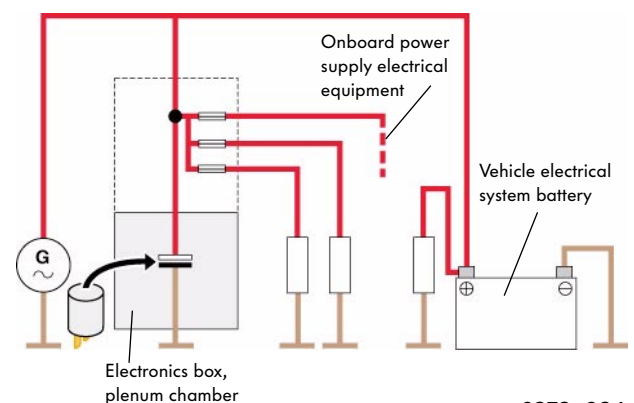 Onboard power
supply electrical
equipment
Vehicle electrical
system battery
G
Electronics box,
plenum chamber